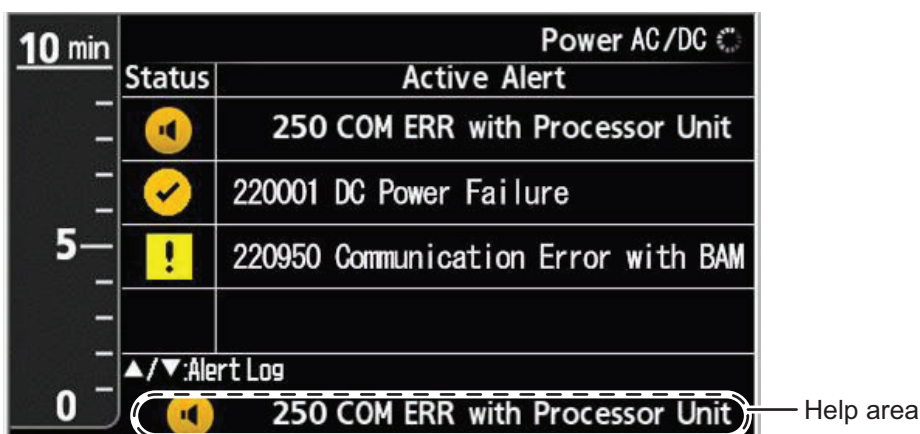 10 min
Power AC/DC
Status Active Alert
250 COM ERR with Processor Unit
220001 DC Power Failure
5
220950 Communication Error with BAM
▲/▼:Alert Log
0
250 COM ERR with Processor Unit
Help area